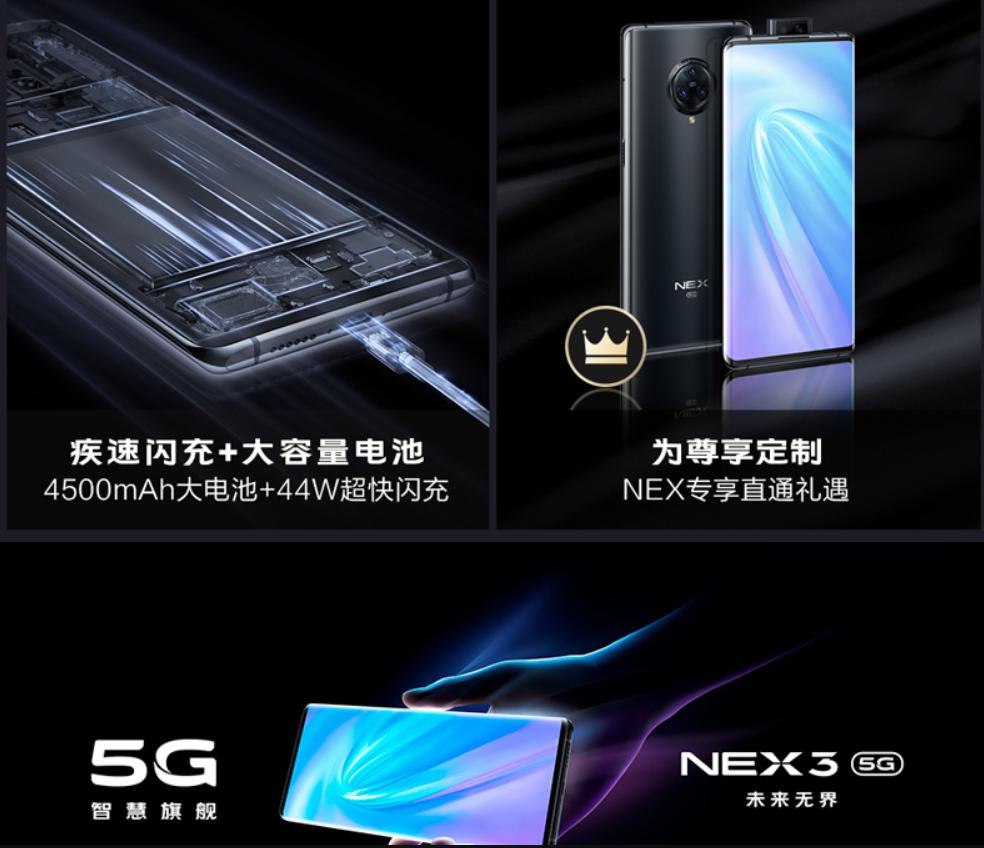 疾速闪充+大容量电池
4500mAh大电池+44W超快闪充
NEX
为尊享定制
NEX专享直通礼遇
5G
智慧旗舰
NEX 3 5G
未来无界